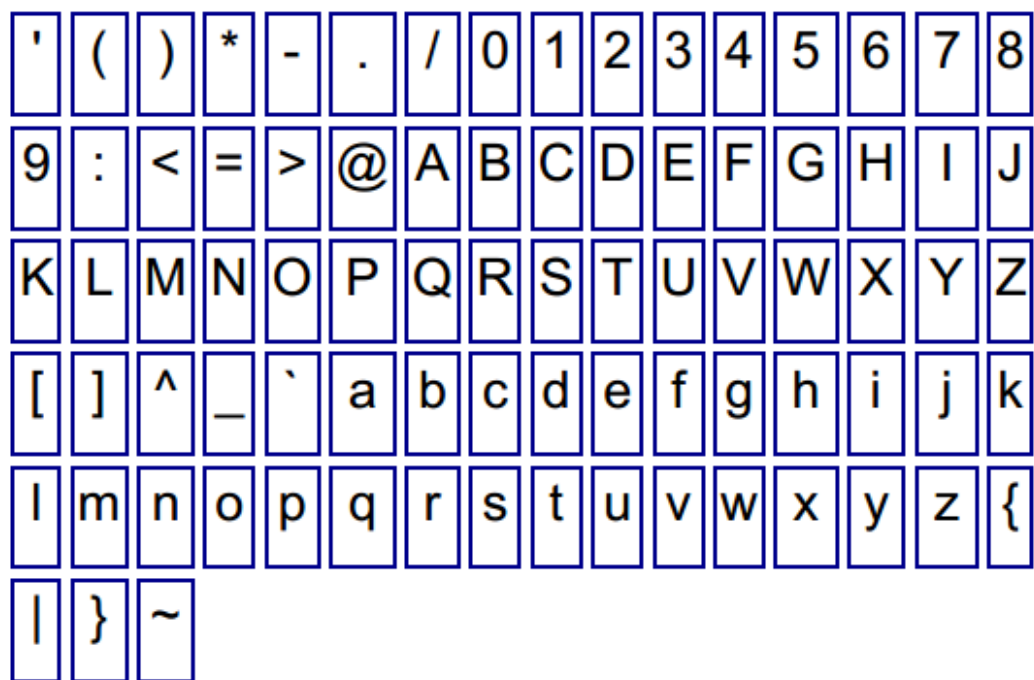 ' ( ) * - . / 0 1 2 3 4 5 6 7 8
9 : < = > @ A B C D E F G H I J
K L M N O P Q R S T U V W X Y Z
[ ] ^ _ ` a b c d e f g h i j k
l m n o p q r s t u v w x y z {
| } ~